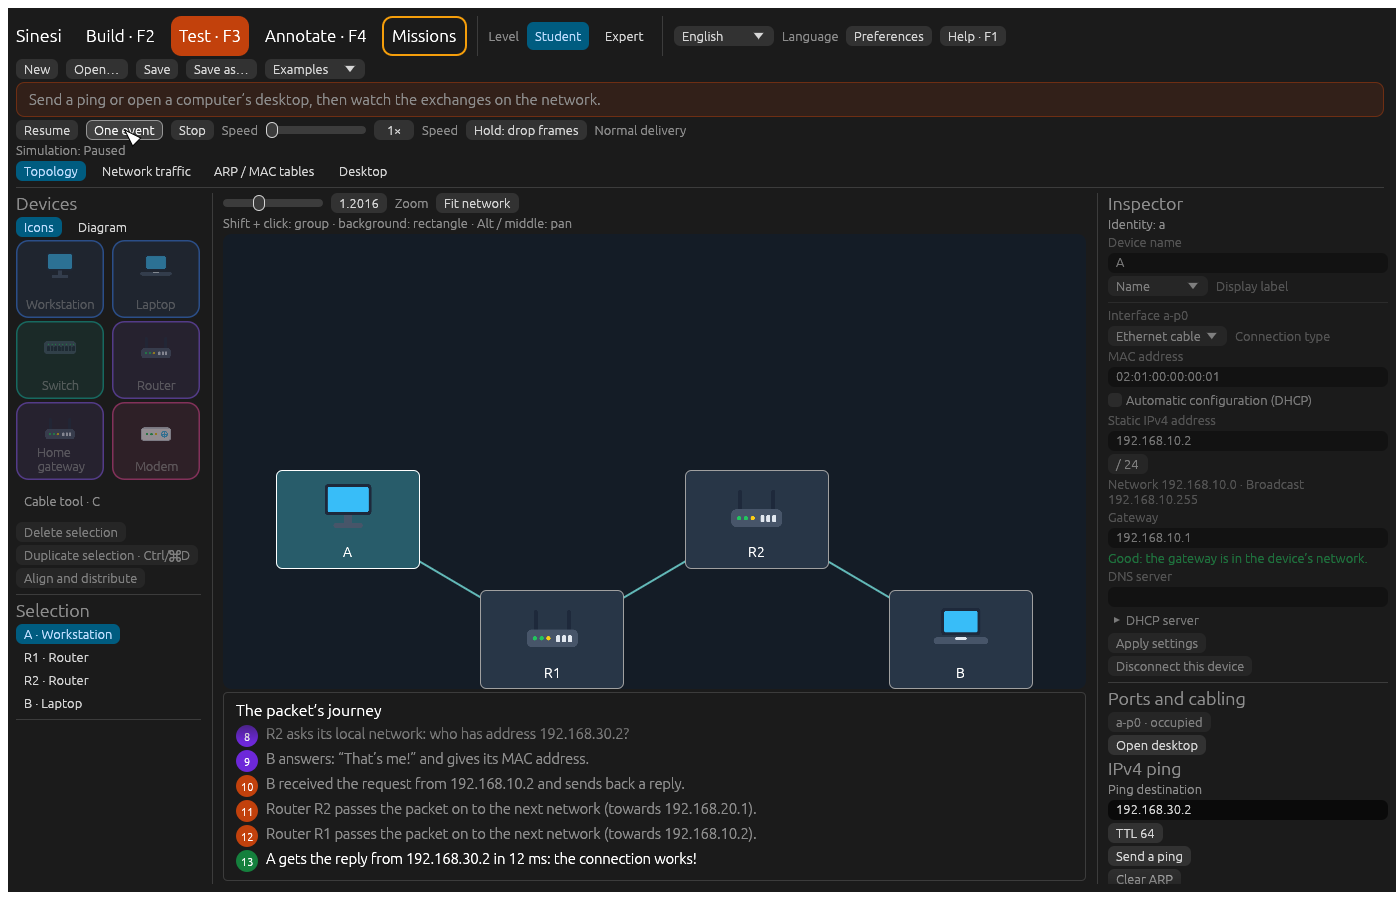 Sinesi Build · F2 Test · F3 Annotate · F4 Missions Level Student Expert English Language Preferences Help · F1
New Open… Save Save as… Examples
Send a ping or open a computer’s desktop, then watch the exchanges on the network.
Resume One event Stop Speed 1× Speed Hold: drop frames Normal delivery
Simulation: Paused
Topology Network traffic ARP / MAC tables Desktop
Devices
Icons Diagram
Workstation Laptop
Switch Router
Home gateway Modem
Cable tool · C
Delete selection
Duplicate selection · Ctrl/⌘D
Align and distribute
Selection
A · Workstation
R1 · Router
R2 · Router
B · Laptop
1.2016 Zoom Fit network
Shift + click: group · background: rectangle · Alt / middle: pan
A
R2
R1
B
The packet’s journey
8 R2 asks its local network: who has address 192.168.30.2?
9 B answers: “That’s me!” and gives its MAC address.
10 B received the request from 192.168.10.2 and sends back a reply.
11 Router R2 passes the packet on to the next network (towards 192.168.20.1).
12 Router R1 passes the packet on to the next network (towards 192.168.10.2).
13 A gets the reply from 192.168.30.2 in 12 ms: the connection works!
Inspector
Identity: a
Device name
A
Name Display label
Interface a-p0
Ethernet cable Connection type
MAC address
02:01:00:00:00:01
Automatic configuration (DHCP)
Static IPv4 address
192.168.10.2
/ 24
Network 192.168.10.0 · Broadcast
192.168.10.255
Gateway
192.168.10.1
Good: the gateway is in the device’s network.
DNS server
DHCP server
Apply settings
Disconnect this device
Ports and cabling
a-p0 · occupied
Open desktop
IPv4 ping
Ping destination
192.168.30.2
TTL 64
Send a ping
Clear ARP